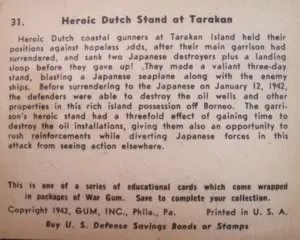 31. Heroic Dutch Stand at Tarakan
Heroic Dutch coastal gunners at Tarakan Island held their
positions against hopeless odds, after their main garrison had
surrendered, and sank two Japanese destroyers plus a landing
sloop before they gave up! They made a valiant three-day
stand, blasting a Japanese seaplane along with the enemy
ships. Before surrendering to the Japanese on January 12, 1942,
the defenders were able to destroy the oil wells and other
properties in this rich island possession off Borneo. The garri-
son's heroic stand had a threefold effect of gaining time to
destroy the oil installations, giving them also an opportunity to
rush reinforcements while diverting Japanese forces in this
attack from seeing action elsewhere.
This is one of a series of educational cards which come wrapped
in packages of War Gum. Save to complete your collection.
Copyright 1942, GUM, INC., Phila., Pa. Printed in U. S. A.
Buy U. S. Defense Savings Bonds or Stamps